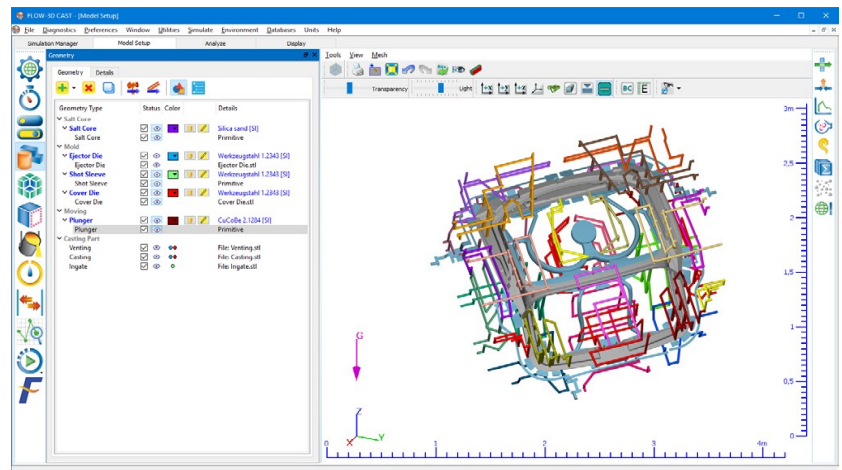 FLOW-3D CAST - [Model Setup]
File Diagnostics Preferences Window Utilities Simulate Environment Databases Units Help
Simulation Manager Model Setup Analyze Display
Geometry
Tools View Mesh
Geometry Details
Transparency Light
Geometry Type Status Color Details
Salt Core
Salt Core Silica sand [SI]
Salt Core Primitive
Mold
Ejector Die Werkzeugstahl 1.2343 [SI]
Ejector Die Ejector Die.stl
Shot Sleeve Werkzeugstahl 1.2343 [SI]
Shot Sleeve Primitive
Cover Die Werkzeugstahl 1.2343 [SI]
Cover Die Cover Die.stl
Moving
Plunger CuCoBe 2.1284 [SI]
Plunger Primitive
Casting Part
Venting File: Venting.stl
Casting File: Casting.stl
Ingate File: Ingate.stl
BC E
3m
2,5
2
1,5
1
0,5
0
G
Z
X Y
0 1 2 3 4m